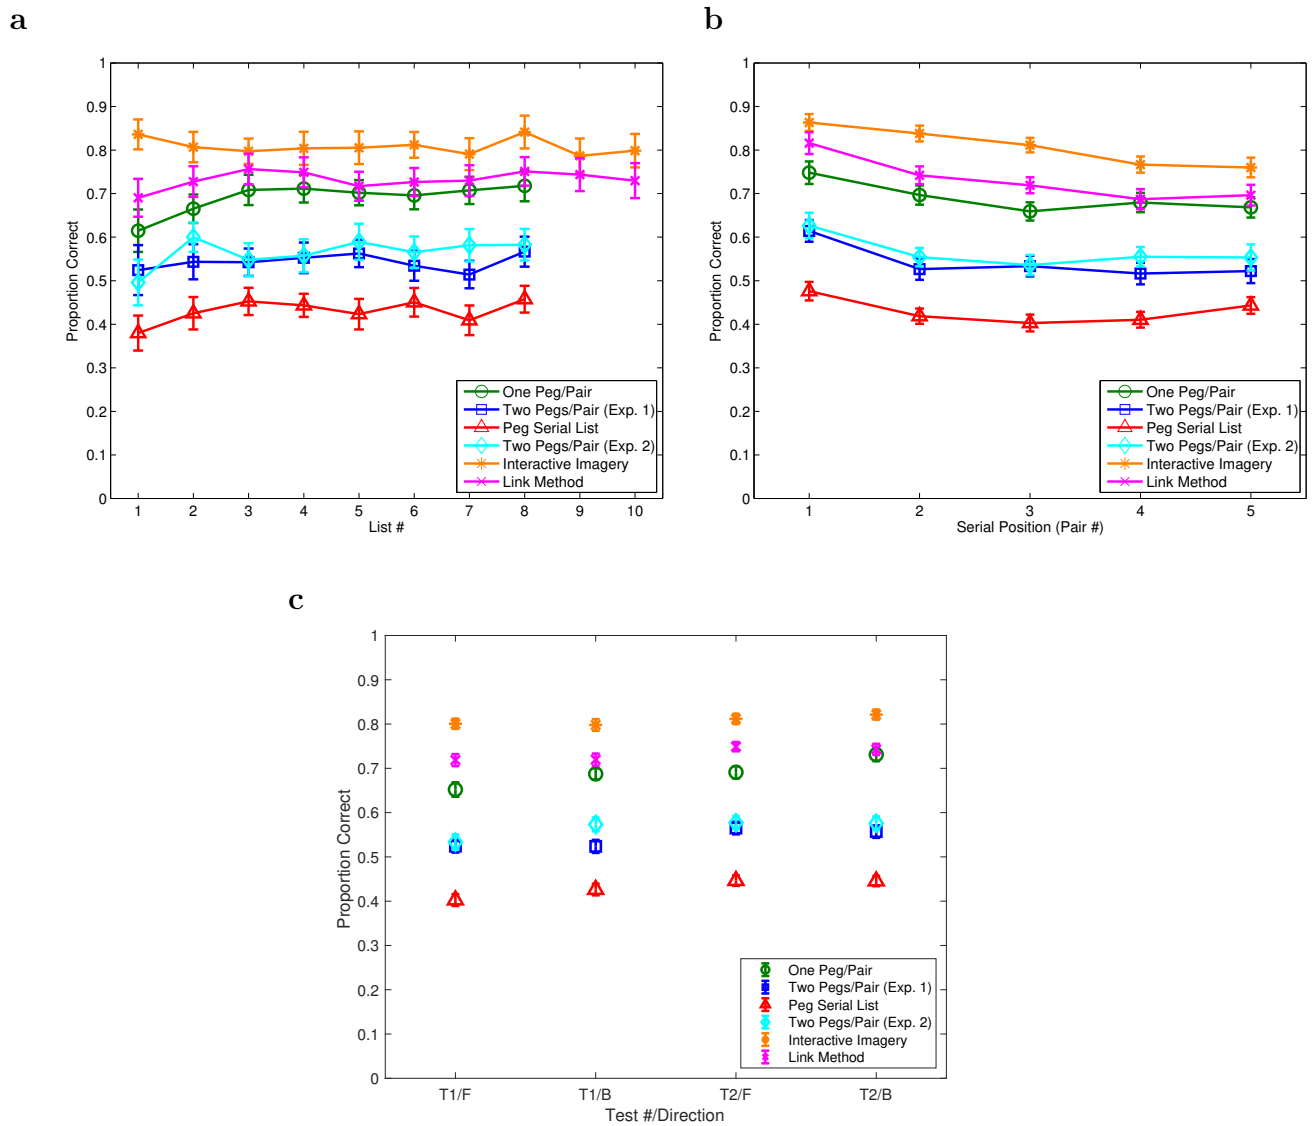 a
1
0.9
0.8
0.7
0.6
0.5
0.4
0.3
0.2
0.1
0
Proportion Correct
One Peg/Pair
Two Pegs/Pair (Exp. 1)
Peg Serial List
Two Pegs/Pair (Exp. 2)
Interactive Imagery
Link Method
1 2 3 4 5 6 7 8 9 10
List #
b
1
0.9
0.8
0.7
0.6
0.5
0.4
0.3
0.2
0.1
0
Proportion Correct
One Peg/Pair
Two Pegs/Pair (Exp. 1)
Peg Serial List
Two Pegs/Pair (Exp. 2)
Interactive Imagery
Link Method
1 2 3 4 5
Serial Position (Pair #)
c
1
0.9
0.8
0.7
0.6
0.5
0.4
0.3
0.2
0.1
0
Proportion Correct
One Peg/Pair
Two Pegs/Pair (Exp. 1)
Peg Serial List
Two Pegs/Pair (Exp. 2)
Interactive Imagery
Link Method
T1/F T1/B T2/F T2/B
Test #/Direction